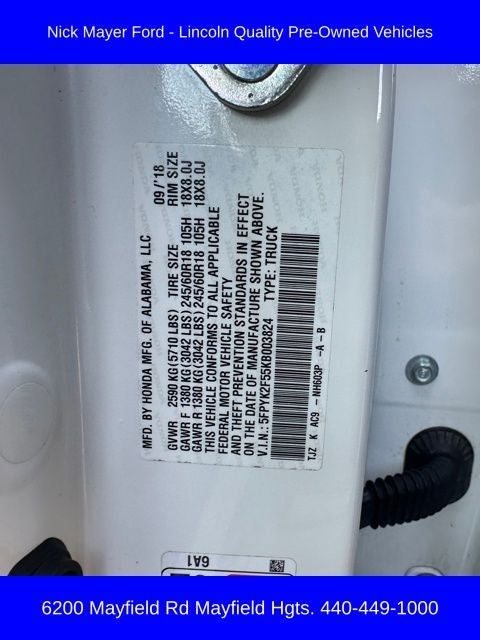 Nick Mayer Ford - Lincoln Quality Pre-Owned Vehicles
MFD. BY HONDA MFG. OF ALABAMA, LLC 09/'18
GVWR 2590 KG(5710 LBS) TIRE SIZE RIM SIZE
GAWR F 1380 KG(3042 LBS) 245/60R18 105H 18X8.0J
GAWR R 1380 KG(3042 LBS) 245/60R18 105H 18X8.0J
THIS VEHICLE CONFORMS TO ALL APPLICABLE
FEDERAL MOTOR VEHICLE SAFETY
AND THEFT PREVENTION STANDARDS IN EFFECT
ON THE DATE OF MANUFACTURE SHOWN ABOVE.
V.I.N.: 5FPYK2F55KB003824 TYPE: TRUCK
TJZ K AC9 - NH603P -A -B
6A1
6200 Mayfield Rd Mayfield Hgts. 440-449-1000